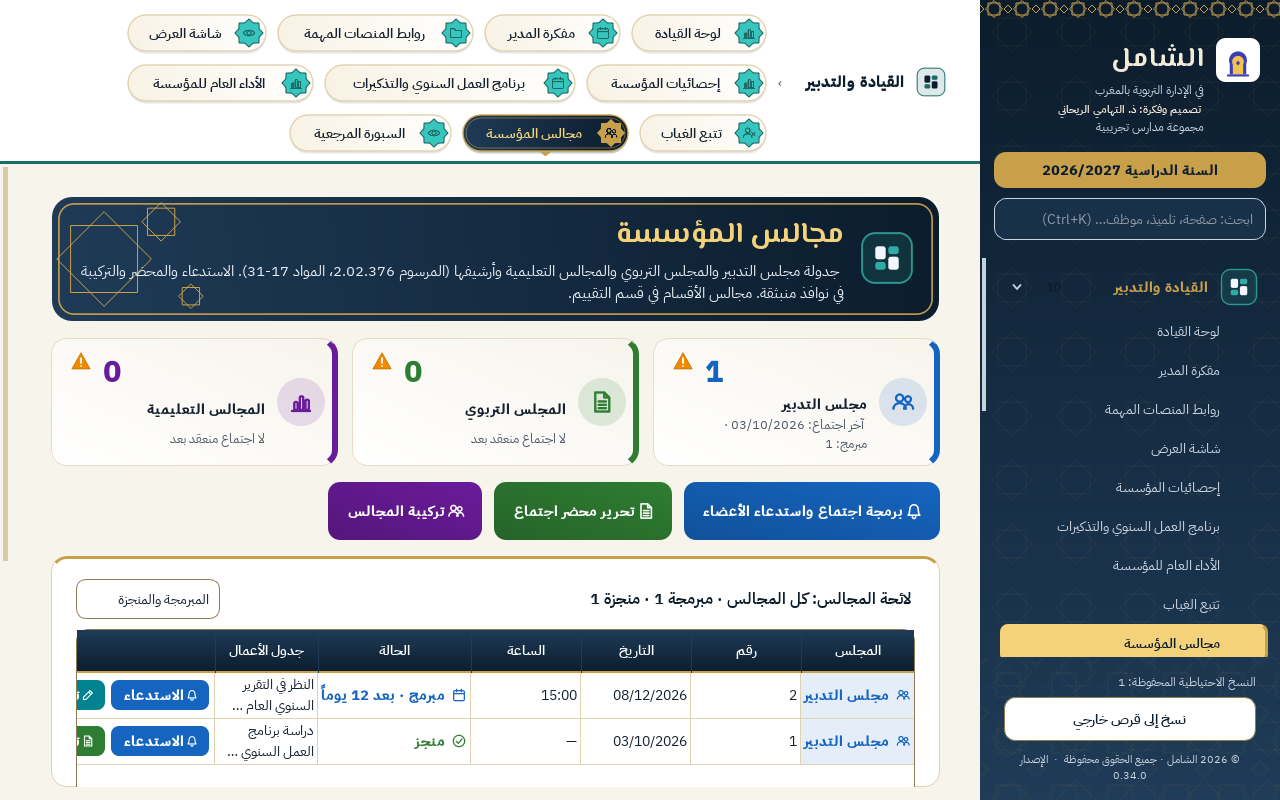 الشامل
في الإدارة التربوية بالمغرب
تصميم وفكرة: ذ. التهامي الريحاني
مجموعة مدارس تجريبية
السنة الدراسية 2026/2027
ابحث: صفحة، تلميذ، موظف... (Ctrl+K)
القيادة والتدبير
10
لوحة القيادة
مفكرة المدير
روابط المنصات المهمة
شاشة العرض
إحصائيات المؤسسة
برنامج العمل السنوي والتذكيرات
الأداء العام للمؤسسة
تتبع الغياب
مجالس المؤسسة
النسخ الاحتياطية المحفوظة: 1
نسخ إلى قرص خارجي
© 2026 الشامل · جميع الحقوق محفوظة · الإصدار
0.34.0
القيادة والتدبير ‹
لوحة القيادة
مفكرة المدير
روابط المنصات المهمة
شاشة العرض
إحصائيات المؤسسة
برنامج العمل السنوي والتذكيرات
الأداء العام للمؤسسة
تتبع الغياب
مجالس المؤسسة
السبورة المرجعية
مجالس المؤسسة
جدولة مجلس التدبير والمجلس التربوي والمجالس التعليمية وأرشيفها (المرسوم 2.02.376، المواد 17-31). الاستدعاء والمحضر والتركيبة
في نوافذ منبثقة. مجالس الأقسام في قسم التقييم.
1
مجلس التدبير
آخر اجتماع: 03/10/2026 ·
مبرمج: 1
0
المجلس التربوي
لا اجتماع منعقد بعد
0
المجالس التعليمية
لا اجتماع منعقد بعد
برمجة اجتماع واستدعاء الأعضاء
تحرير محضر اجتماع
تركيبة المجالس
لائحة المجالس: كل المجالس · مبرمجة 1 · منجزة 1
المبرمجة والمنجزة
المجلس رقم التاريخ الساعة الحالة جدول الأعمال
مجلس التدبير 2 08/12/2026 15:00 مبرمج · بعد 12 يوماً النظر في التقرير
السنوي العام ...
الاستدعاء
مجلس التدبير 1 03/10/2026 — منجز دراسة برنامج
العمل السنوي ...
الاستدعاء